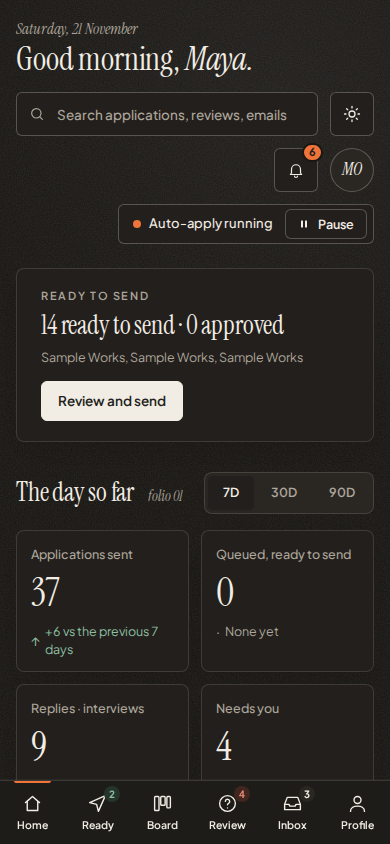 Saturday, 21 November
Good morning, Maya.
Search applications, reviews, emails
6
MO
Auto-apply running
Pause
READY TO SEND
14 ready to send · 0 approved
Sample Works, Sample Works, Sample Works
Review and send
The day so far
folio 01
7D
30D
90D
Applications sent
37
↑ +6 vs the previous 7
days
Queued, ready to send
0
· None yet
Replies · interviews
9
Needs you
4
2
4
3
Home
Ready
Board
Review
Inbox
Profile